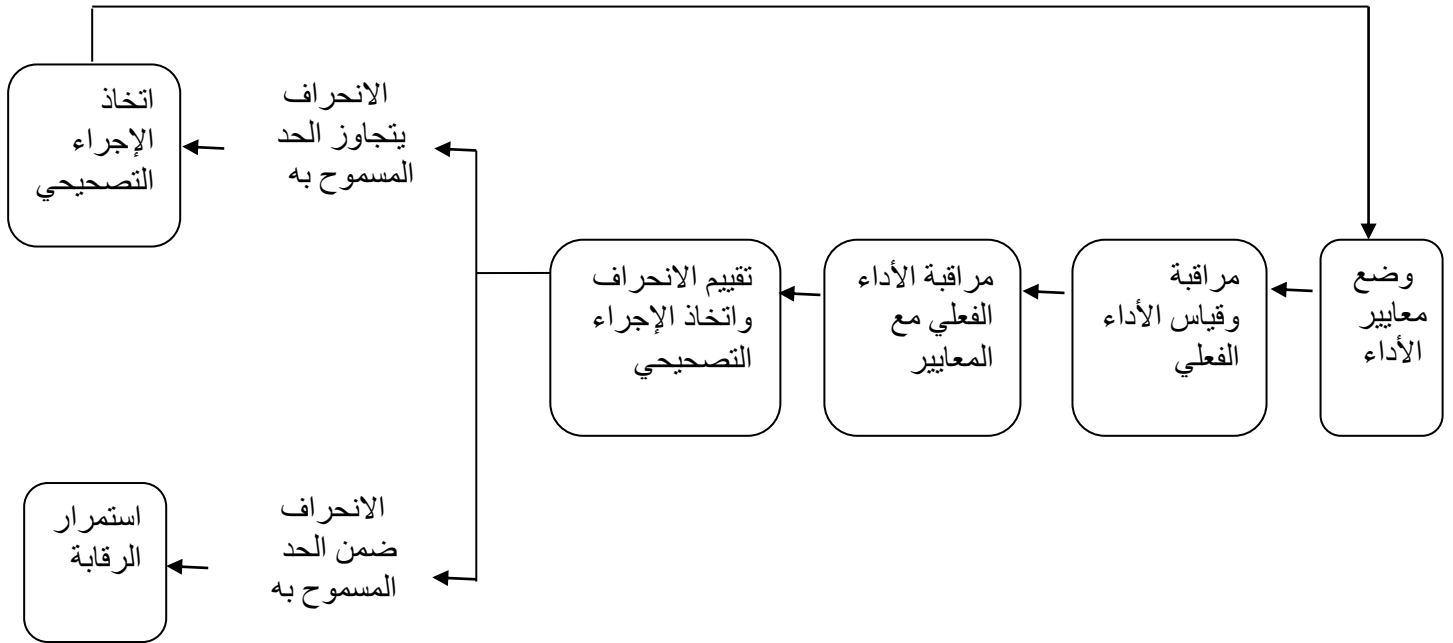 وضع
معايير
الأداء
مراقبة
وقياس الأداء
الفعلي
مراقبة الأداء
الفعلي مع
المعايير
تقييم الانحراف
واتخاذ الإجراء
التصحيحي
الانحراف
يتجاوز الحد
المسموح به
اتخاذ
الإجراء
التصحيحي
الانحراف
ضمن الحد
المسموح به
استمرار
الرقابة